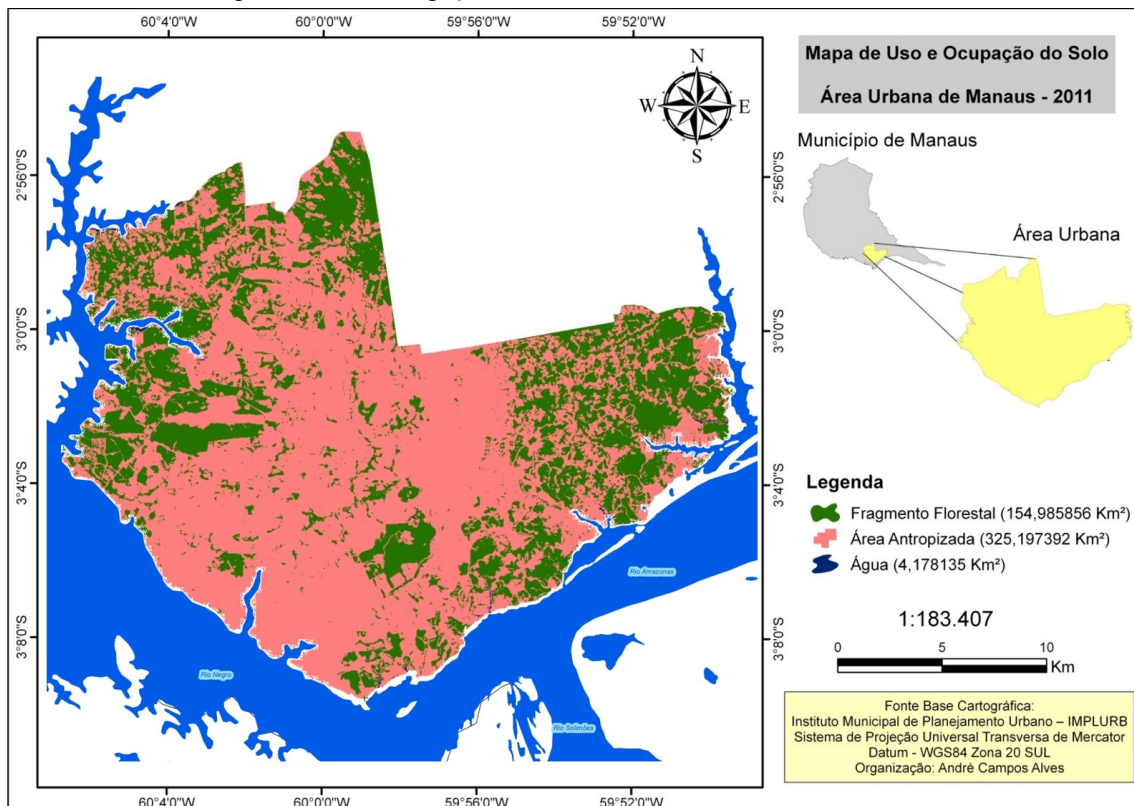 60°4'0"W 60°0'0"W 59°56'0"W 59°52'0"W
N
W E
S
2°56'0"S
3°0'0"S
3°4'0"S
3°8'0"S
Rio Amazonas
Rio Negro
Rio Solimões
2°56'0"S
3°0'0"S
3°4'0"S
3°8'0"S
60°4'0"W 60°0'0"W 59°56'0"W 59°52'0"W
Mapa de Uso e Ocupação do Solo
Área Urbana de Manaus - 2011
Município de Manaus
Área Urbana
Legenda
Fragmento Florestal (154,985856 Km²)
Área Antropizada (325,197392 Km²)
Água (4,178135 Km²)
1:183.407
0 5 10
Km
Fonte Base Cartográfica:
Instituto Municipal de Planejamento Urbano – IMPLURB
Sistema de Projeção Universal Transversa de Mercator
Datum - WGS84 Zona 20 SUL
Organização: André Campos Alves